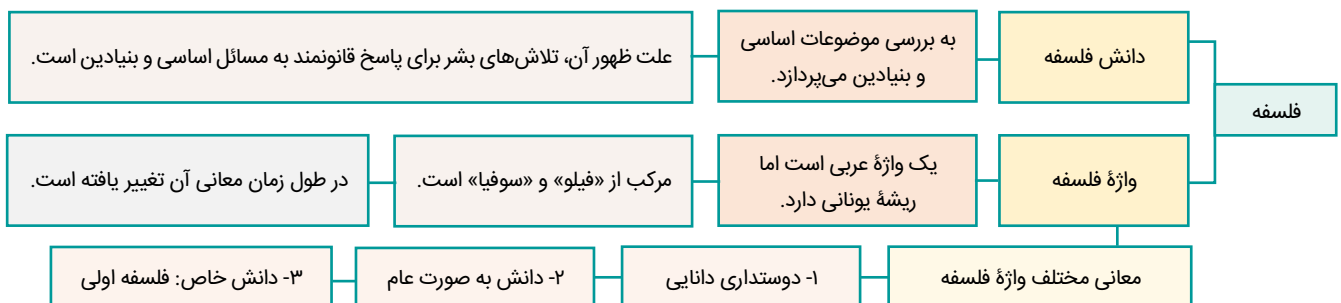 فلسفه
دانش فلسفه
به بررسی موضوعات اساسی
و بنیادین می‌پردازد.
علت ظهور آن، تلاش‌های بشر برای پاسخ قانونمند به مسائل اساسی و بنیادین است.
واژهٔ فلسفه
یک واژهٔ عربی است اما
ریشهٔ یونانی دارد.
مرکب از «فیلو» و «سوفیا» است.
در طول زمان معانی آن تغییر یافته است.
معانی مختلف واژهٔ فلسفه
۱- دوستداری دانایی
۲- دانش به صورت عام
۳- دانش خاص: فلسفه اولی